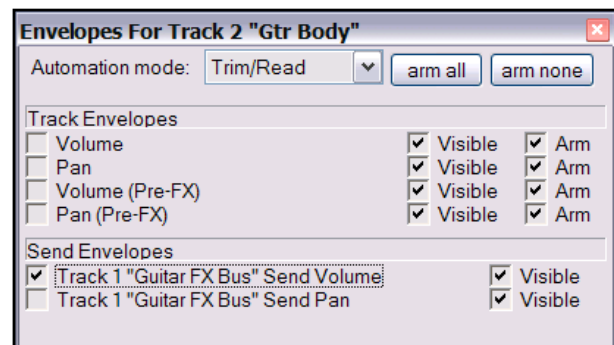 Envelopes For Track 2 "Gtr Body"
Automation mode: Trim/Read arm all arm none
Track Envelopes
Volume Visible Arm
Pan Visible Arm
Volume (Pre-FX) Visible Arm
Pan (Pre-FX) Visible Arm
Send Envelopes
Track 1 "Guitar FX Bus" Send Volume Visible
Track 1 "Guitar FX Bus" Send Pan Visible